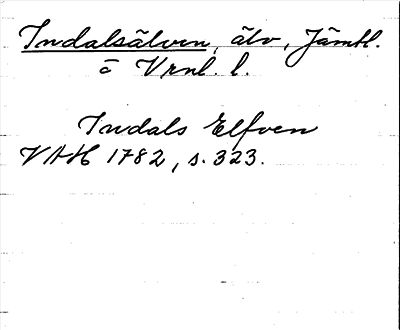 Indalsälven, älv, Jämtl.
o Vrnl. l.
Indals Elfven
VAH 1782, s. 323.